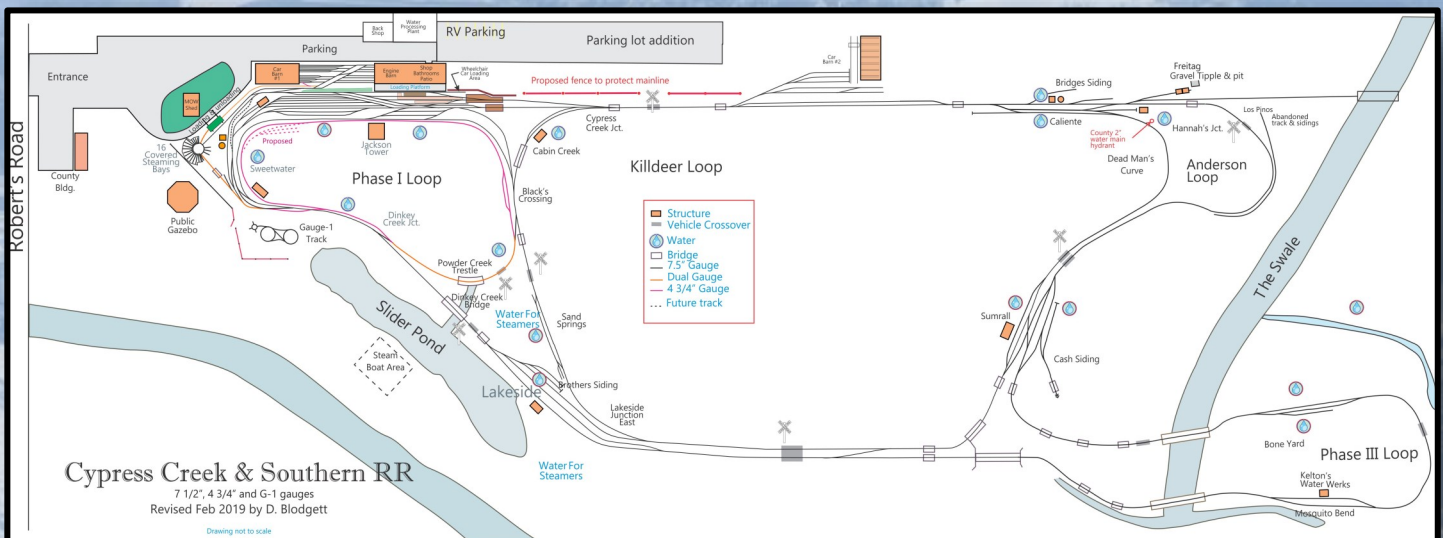 Back
Shop
Water
Processing
Plant
RV Parking
Parking
Parking lot addition
Entrance
Car
Barn
#1
Engine
Barn
Shop
Bathrooms
Patio
Loading Platform
Wheelchair
Car Loading
Area
Proposed fence to protect mainline
Car
Barn #2
Freitag
Gravel Tipple & pit
Bridges Siding
MOW
Shed
Loading & Unloading
Cypress
Creek Jct.
Caliente
Los Pinos
Abandoned
track & sidings
County 2"
water main
hydrant
Hannah's Jct.
Robert's Road
16
Covered
Steaming
Bays
Proposed
Jackson
Tower
Cabin Creek
Sweetwater
Phase I Loop
Killdeer Loop
Dead Man's
Curve
Anderson
Loop
County
Bldg.
Black's
Crossing
Public
Gazebo
Gauge-1
Track
Dinkey
Creek Jct.
Structure
Vehicle Crossover
Water
Bridge
7.5" Gauge
Dual Gauge
4 3/4" Gauge
Future track
The Swale
Powder Creek
Trestle
Dinkey Creek
Bridge
Slider Pond
Water For
Steamers
Sand
Springs
Sumrall
Cash Siding
Steam
Boat Area
Lakeside
Brothers Siding
Lakeside
Junction
East
Bone Yard
Phase III Loop
Kelton's
Water Werks
Mosquito Bend
Water For
Steamers
Cypress Creek & Southern RR
7 1/2", 4 3/4" and G-1 gauges
Revised Feb 2019 by D. Blodgett
Drawing not to scale